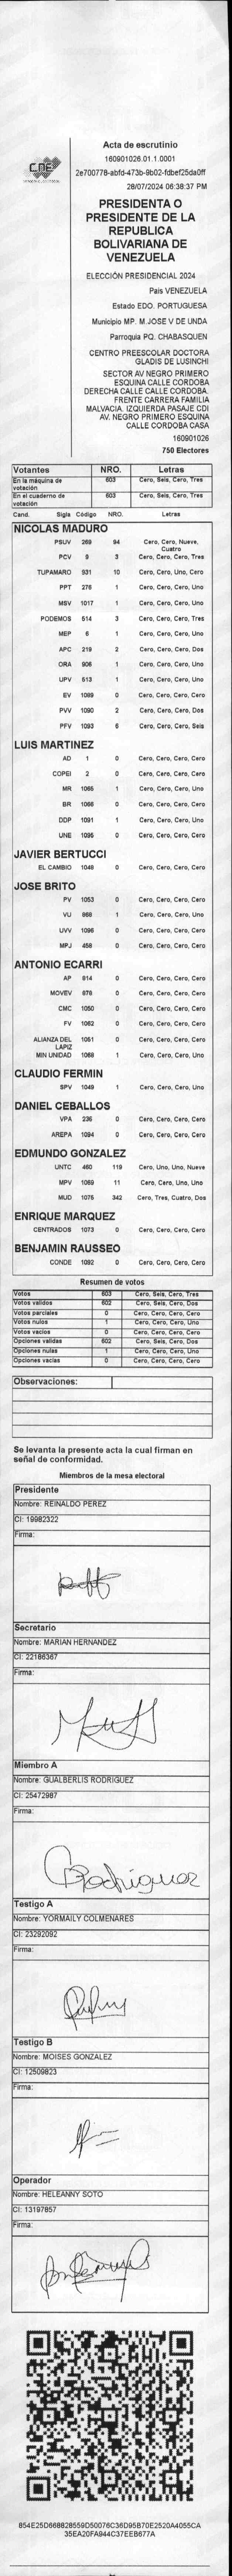 Acta de escrutinio
CDE
160901026.01.1.0001
2e700778-abfd-473b-9b02-fdbef25da0ff
28/07/2024 06:38:37 PM
PRESIDENTA O
PRESIDENTE DE LA
REPUBLICA
BOLIVARIANA DE
VENEZUELA
ELECCIÓN PRESIDENCIAL 2024
País VENEZUELA
Estado EDO. PORTUGUESA
Municipio MP. M.JOSE V DE UNDA
Parroquia PQ. CHABASQUEN
CENTRO PREESCOLAR DOCTORA
GLADIS DE LUSINCHI
SECTOR AV NEGRO PRIMERO
ESQUINA CALLE CORDOBA
DERECHA CALLE CALLE CORDOBA.
FRENTE CARRERA FAMILIA
MALVACIA. IZQUIERDA PASAJE CDI
AV. NEGRO PRIMERO ESQUINA
CALLE CORDOBA CASA
160901026
750 Electores
Votantes NRO. Letras
En la máquina de votación 603 Cero, Seis, Cero, Tres
En el cuaderno de votación 603 Cero, Seis, Cero, Tres
Cand. Sigla Código NRO. Letras
NICOLAS MADURO
PSUV 269 94 Cero, Cero, Nueve, Cuatro
PCV 9 3 Cero, Cero, Cero, Tres
TUPAMARO 931 10 Cero, Cero, Uno, Cero
PPT 276 1 Cero, Cero, Cero, Uno
MSV 1017 1 Cero, Cero, Cero, Uno
PODEMOS 514 3 Cero, Cero, Cero, Tres
MEP 6 1 Cero, Cero, Cero, Uno
APC 219 2 Cero, Cero, Cero, Dos
ORA 906 1 Cero, Cero, Cero, Uno
UPV 513 1 Cero, Cero, Cero, Uno
EV 1089 0 Cero, Cero, Cero, Cero
PVV 1090 2 Cero, Cero, Cero, Dos
PFV 1093 6 Cero, Cero, Cero, Seis
LUIS MARTINEZ
AD 1 0 Cero, Cero, Cero, Cero
COPEI 2 0 Cero, Cero, Cero, Cero
MR 1065 1 Cero, Cero, Cero, Uno
BR 1066 0 Cero, Cero, Cero, Cero
DDP 1091 1 Cero, Cero, Cero, Uno
UNE 1095 0 Cero, Cero, Cero, Cero
JAVIER BERTUCCI
EL CAMBIO 1048 0 Cero, Cero, Cero, Cero
JOSE BRITO
PV 1053 0 Cero, Cero, Cero, Cero
VU 868 1 Cero, Cero, Cero, Uno
UVV 1096 0 Cero, Cero, Cero, Cero
MPJ 458 0 Cero, Cero, Cero, Cero
ANTONIO ECARRI
AP 814 0 Cero, Cero, Cero, Cero
MOVEV 979 0 Cero, Cero, Cero, Cero
CMC 1050 0 Cero, Cero, Cero, Cero
FV 1062 0 Cero, Cero, Cero, Cero
ALIANZA DEL LAPIZ 1051 0 Cero, Cero, Cero, Cero
MIN UNIDAD 1068 1 Cero, Cero, Cero, Uno
CLAUDIO FERMIN
SPV 1049 1 Cero, Cero, Cero, Uno
DANIEL CEBALLOS
VPA 236 0 Cero, Cero, Cero, Cero
AREPA 1094 0 Cero, Cero, Cero, Cero
EDMUNDO GONZALEZ
UNTC 460 119 Cero, Uno, Uno, Nueve
MPV 1069 11 Cero, Cero, Uno, Uno
MUD 1075 342 Cero, Tres, Cuatro, Dos
ENRIQUE MARQUEZ
CENTRADOS 1073 0 Cero, Cero, Cero, Cero
BENJAMIN RAUSSEO
CONDE 1092 0 Cero, Cero, Cero, Cero
Resumen de votos
Votos 603 Cero, Seis, Cero, Tres
Votos validos 602 Cero, Seis, Cero, Dos
Votos parciales 0 Cero, Cero, Cero, Cero
Votos nulos 1 Cero, Cero, Cero, Uno
Votos vacios 0 Cero, Cero, Cero, Cero
Opciones validas 602 Cero, Seis, Cero, Dos
Opciones nulas 1 Cero, Cero, Cero, Uno
Opciones vacias 0 Cero, Cero, Cero, Cero
Observaciones:
Se levanta la presente acta la cual firman en
señal de conformidad.
Miembros de la mesa electoral
Presidente
Nombre: REINALDO PEREZ
CI: 19982322
Firma:
Secretario
Nombre: MARIAN HERNANDEZ
CI: 22186367
Firma:
Miembro A
Nombre: GUALBERLIS RODRIGUEZ
CI: 25472987
Firma:
Rodriguez
Testigo A
Nombre: YORMAILY COLMENARES
CI: 23292092
Firma:
Testigo B
Nombre: MOISES GONZALEZ
CI: 12509823
Firma:
Operador
Nombre: HELEANNY SOTO
CI: 13197857
Firma:
854E25D668828559D50076C36D95B70E2520A4055CA
35EA20FA944C37EEB677A